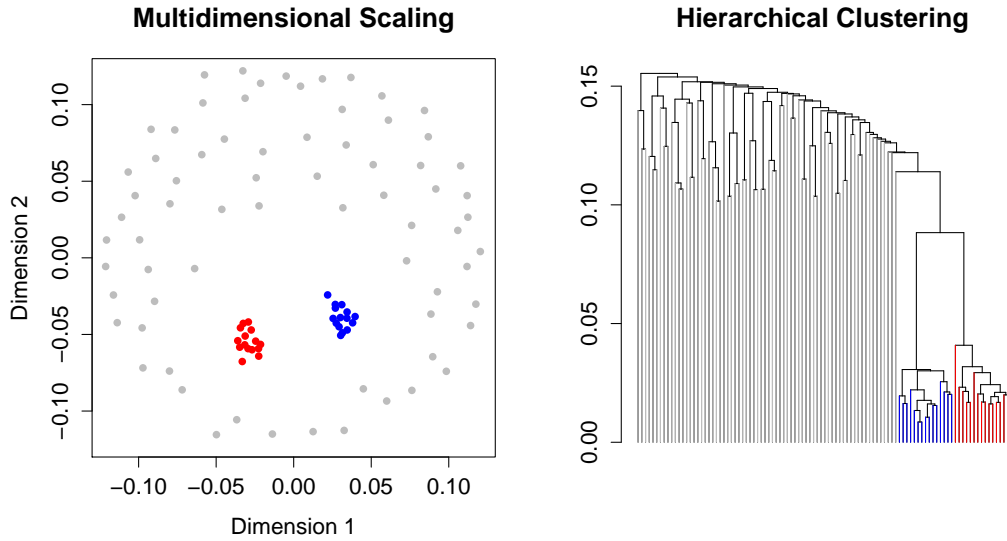 Multidimensional Scaling
Dimension 2
−0.10 −0.05 0.00 0.05 0.10
−0.10 −0.05 0.00 0.05 0.10
Dimension 1
Hierarchical Clustering
0.00 0.05 0.10 0.15